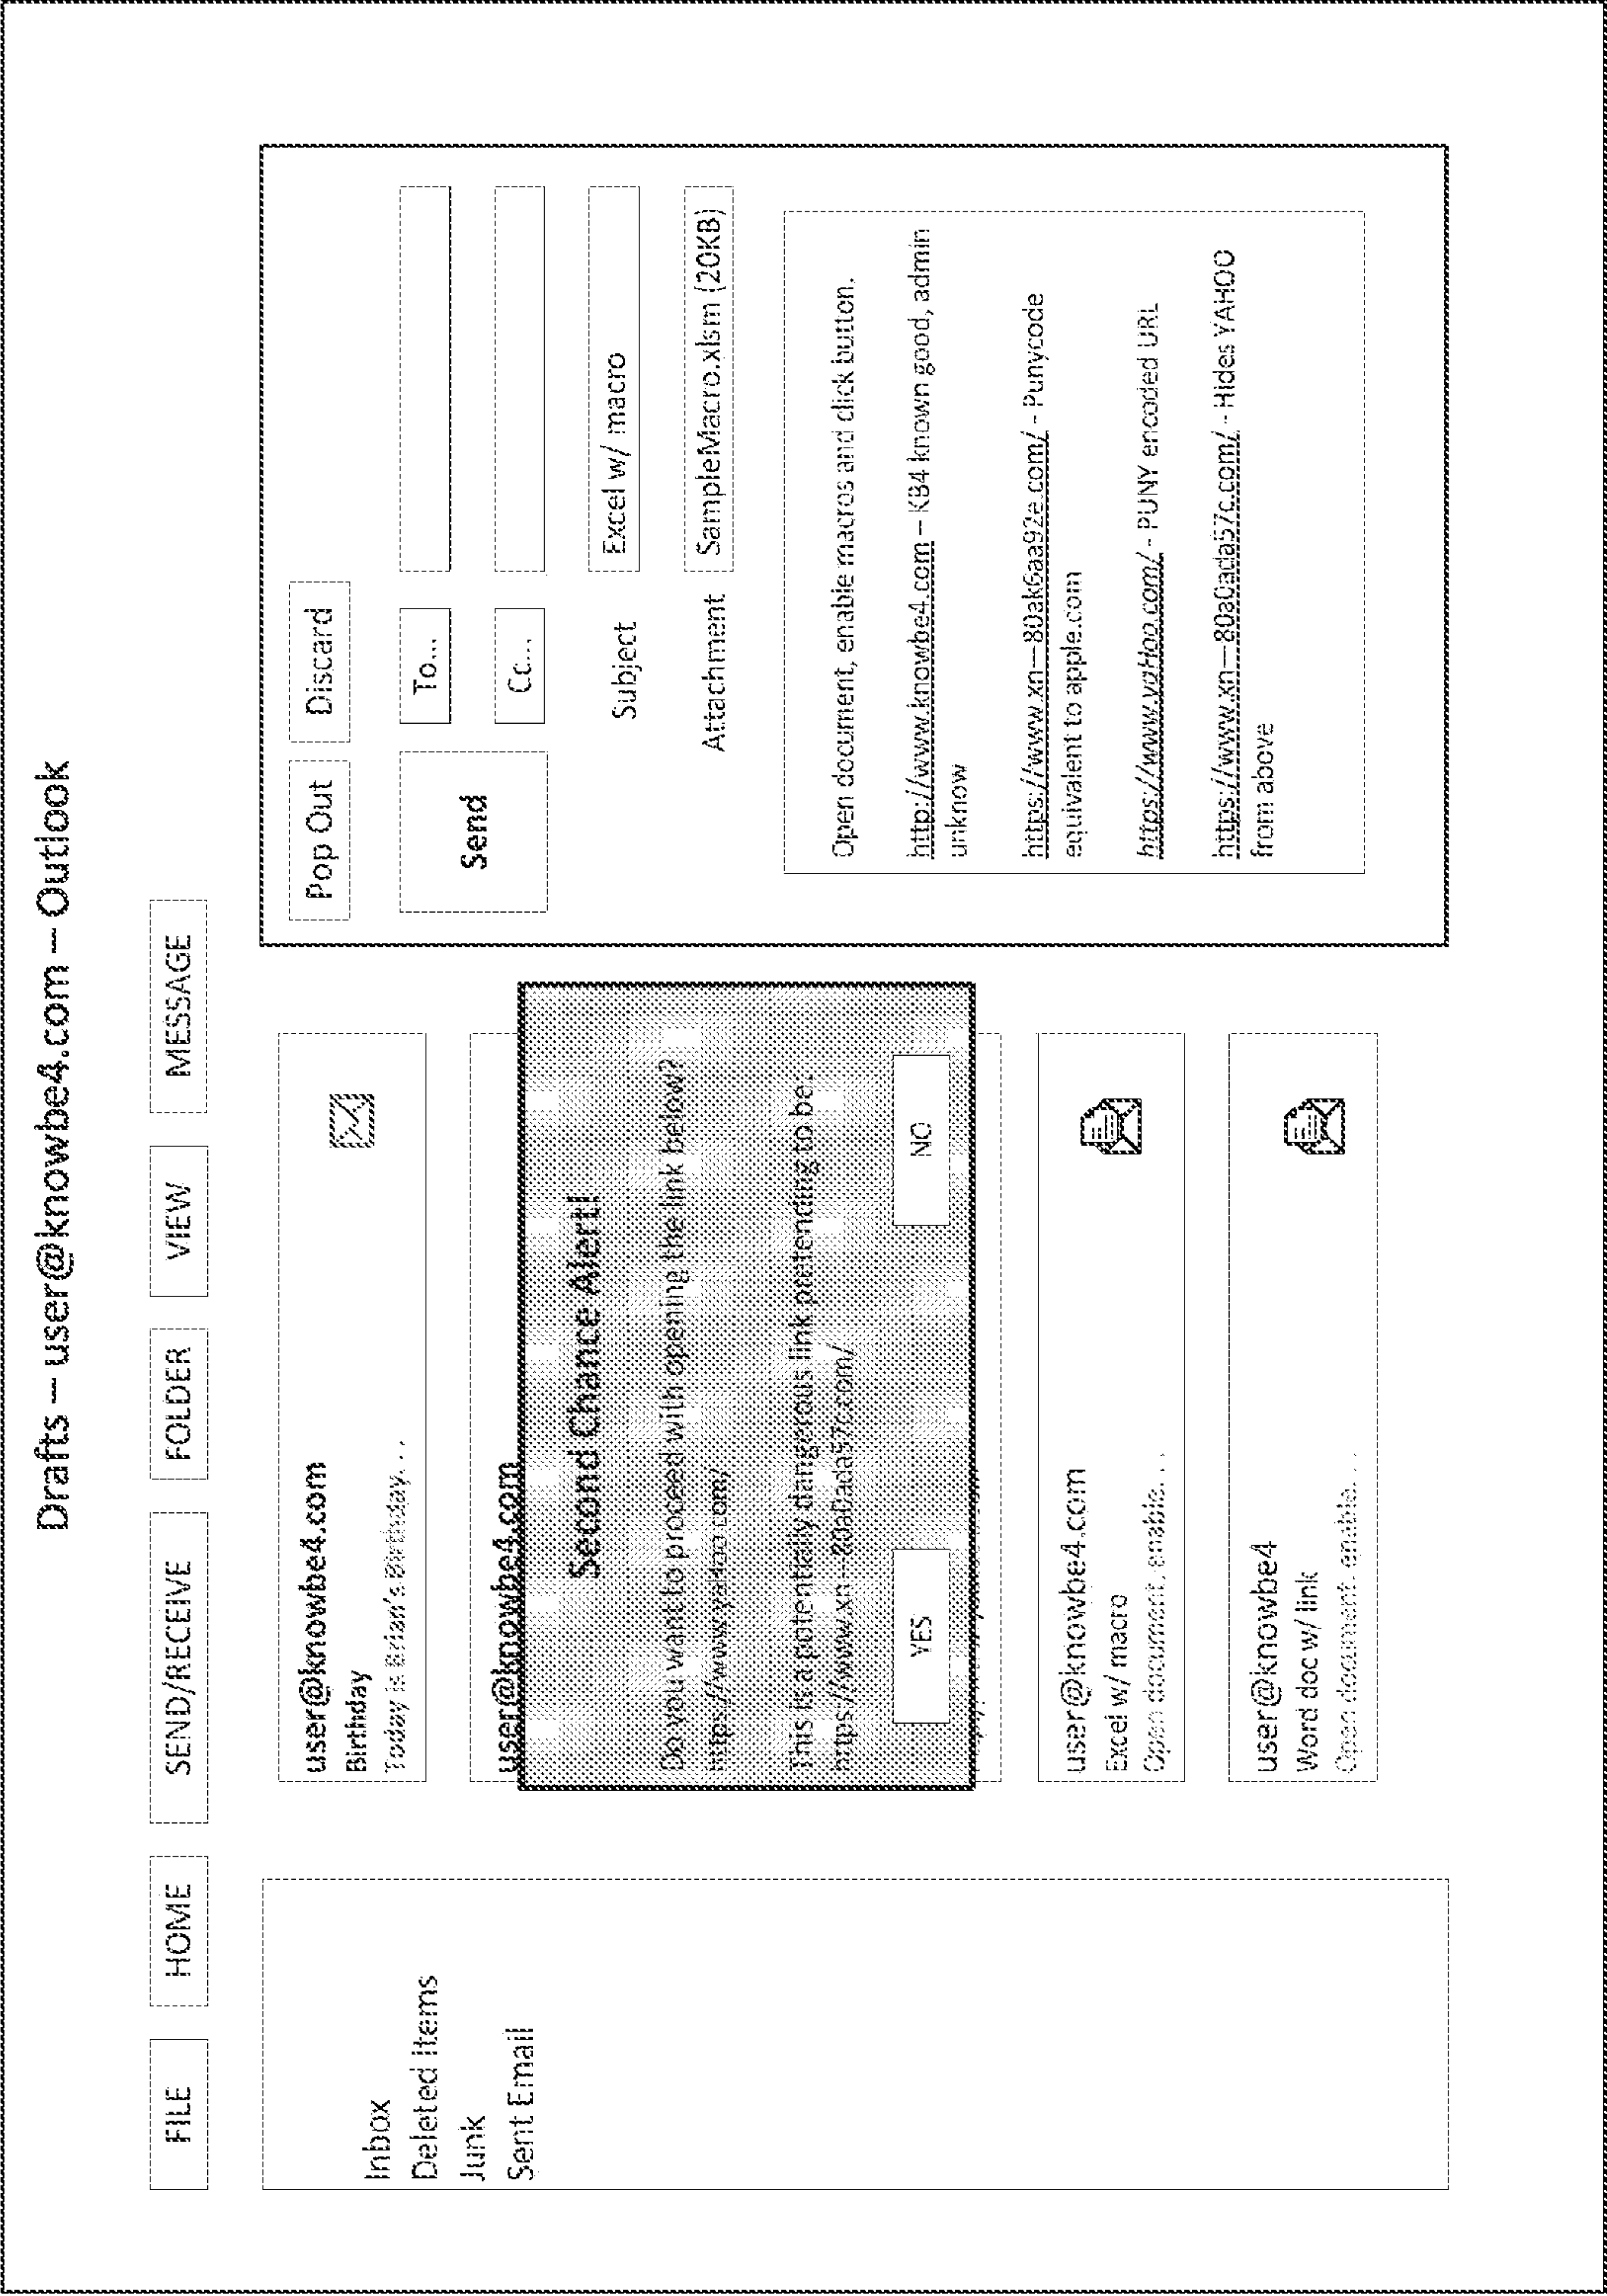 Drafts – user@knowbe4.com – Outlook
FILE
HOME
SEND/RECEIVE
FOLDER
VIEW
MESSAGE
Inbox
Deleted Items
Junk
Sent Email
user@knowbe4.com
Birthday
Today is Brian's Birthday. . .
user@knowbe4.com
Second Chance Alert!
Do you want to proceed with opening the link below?
https://www.yaHoo.com/
This is a potentially dangerous link pretending to be.
https://www.xn—80a0ada57c.com/
YES
NO
user@knowbe4.com
Excel w/ macro
Open document, enable. . .
user@knowbe4
Word doc w/ link
Open document, enable. . .
Pop Out
Discard
Send
To...
Cc...
Subject
Excel w/ macro
Attachment
SampleMacro.xlsm (20KB)
Open document, enable macros and click button.
http://www.knowbe4.com – KB4 known good, admin
unknow
https://www.xn—80ak6aa92e.com/ - Punycode
equivalent to apple.com
https://www.yaHoo.com/ - PUNY encoded URL
https://www.xn—80a0ada57c.com/ - Hides YAHOO
from above